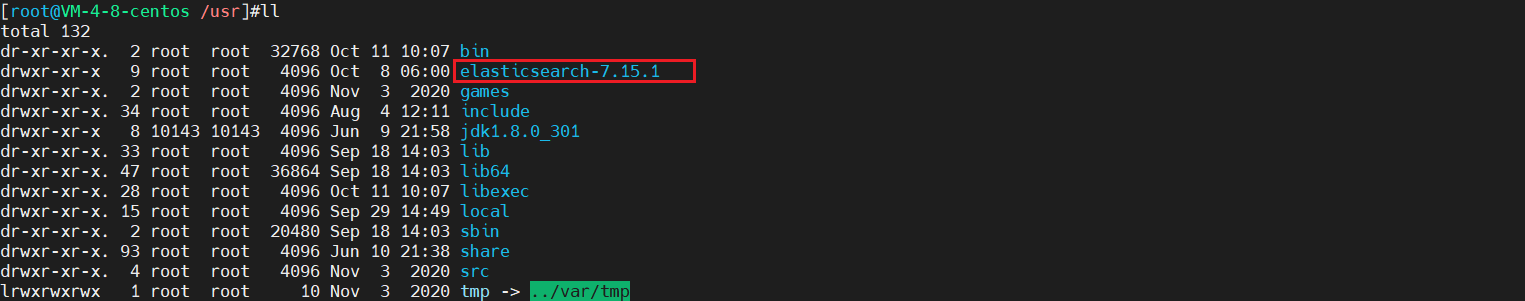 [root@VM-4-8-centos /usr]#ll
total 132
dr-xr-xr-x.  2 root  root  32768 Oct 11 10:07 bin
drwxr-xr-x   9 root  root   4096 Oct  8 06:00 elasticsearch-7.15.1
drwxr-xr-x.  2 root  root   4096 Nov  3  2020 games
drwxr-xr-x. 34 root  root   4096 Aug  4 12:11 include
drwxr-xr-x   8 10143 10143  4096 Jun  9 21:58 jdk1.8.0_301
dr-xr-xr-x. 33 root  root   4096 Sep 18 14:03 lib
dr-xr-xr-x. 47 root  root  36864 Sep 18 14:03 lib64
drwxr-xr-x. 28 root  root   4096 Oct 11 10:07 libexec
drwxr-xr-x. 15 root  root   4096 Sep 29 14:49 local
dr-xr-xr-x.  2 root  root  20480 Sep 18 14:03 sbin
drwxr-xr-x. 93 root  root   4096 Jun 10 21:38 share
drwxr-xr-x.  4 root  root   4096 Nov  3  2020 src
lrwxrwxrwx   1 root  root     10 Nov  3  2020 tmp -> ../var/tmp